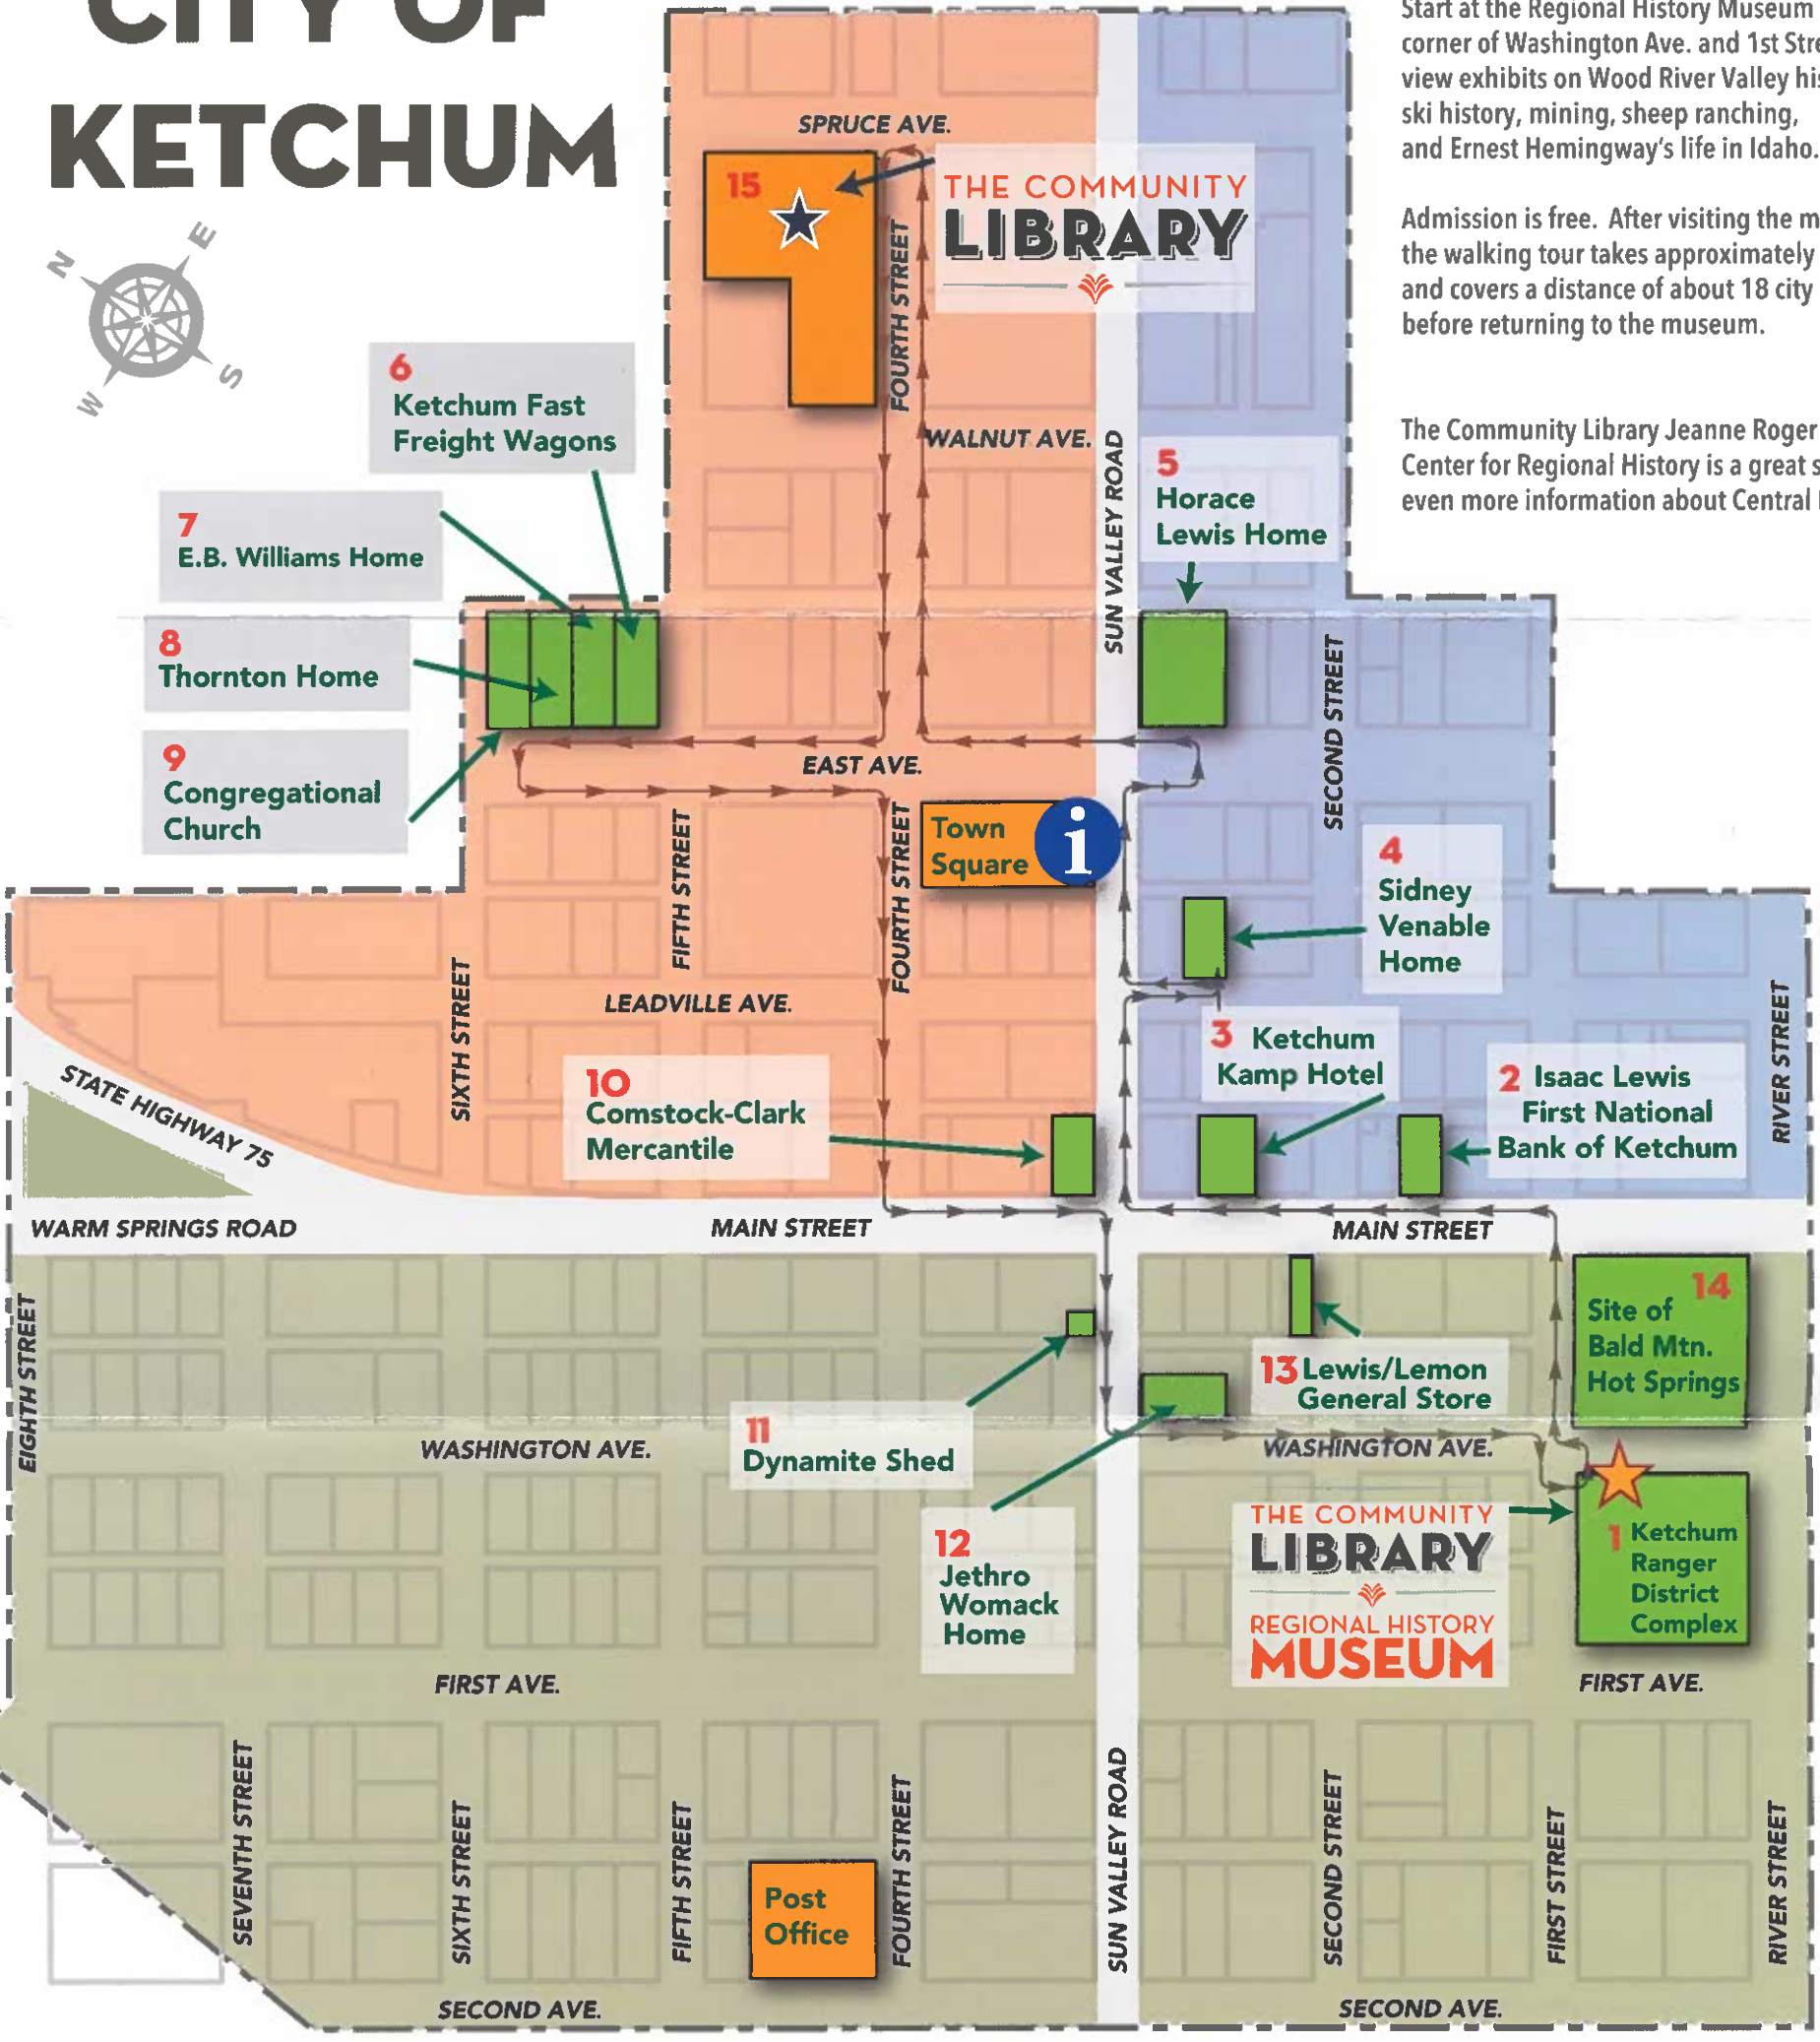 CITY OF
KETCHUM
N
E
S
W
Start at the Regional History Museum
corner of Washington Ave. and 1st Stre
view exhibits on Wood River Valley his
ski history, mining, sheep ranching,
and Ernest Hemingway's life in Idaho.
Admission is free. After visiting the m
the walking tour takes approximately
and covers a distance of about 18 city
before returning to the museum.
The Community Library Jeanne Roger
Center for Regional History is a great s
even more information about Central
SPRUCE AVE.
15
THE COMMUNITY
LIBRARY
FOURTH STREET
6
Ketchum Fast
Freight Wagons
WALNUT AVE.
SUN VALLEY ROAD
5
Horace
Lewis Home
7
E.B. Williams Home
8
Thornton Home
SECOND STREET
9
Congregational
Church
EAST AVE.
Town
Square
i
FIFTH STREET
FOURTH STREET
4
Sidney
Venable
Home
SIXTH STREET
LEADVILLE AVE.
RIVER STREET
3 Ketchum
Kamp Hotel
2 Isaac Lewis
First National
Bank of Ketchum
STATE HIGHWAY 75
10
Comstock-Clark
Mercantile
WARM SPRINGS ROAD
MAIN STREET
MAIN STREET
EIGHTH STREET
14
Site of
Bald Mtn.
Hot Springs
13 Lewis/Lemon
General Store
11
Dynamite Shed
WASHINGTON AVE.
WASHINGTON AVE.
12
Jethro
Womack
Home
THE COMMUNITY
LIBRARY
REGIONAL HISTORY
MUSEUM
1 Ketchum
Ranger
District
Complex
FIRST AVE.
FIRST AVE.
SEVENTH STREET
SIXTH STREET
FIFTH STREET
FOURTH STREET
SUN VALLEY ROAD
SECOND STREET
FIRST STREET
RIVER STREET
Post
Office
SECOND AVE.
SECOND AVE.